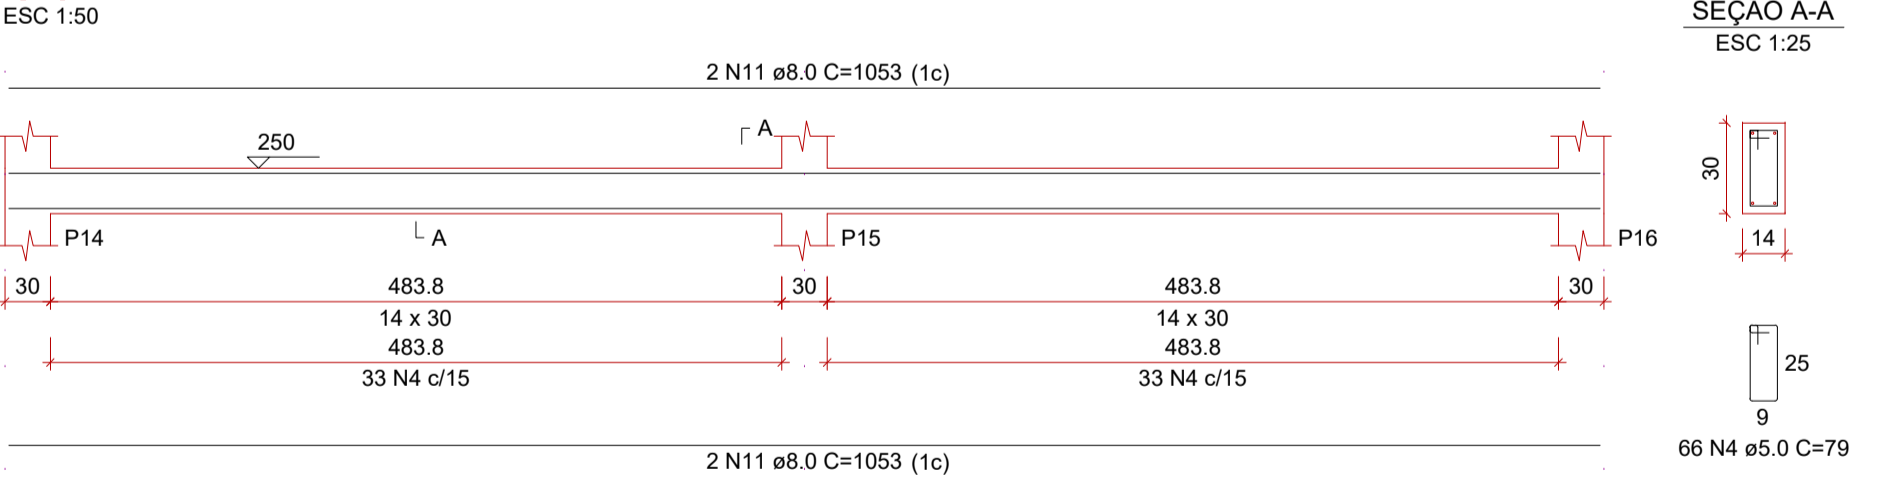 ESC 1:50
SEÇÃO A-A
ESC 1:25
2 N11 ø8.0 C=1053 (1c)
A
250
30
P14
A
P15
P16
14
30 483.8 30 483.8 30
14 x 30 14 x 30
483.8 483.8
25
33 N4 c/15 33 N4 c/15
9
66 N4 ø5.0 C=79
2 N11 ø8.0 C=1053 (1c)